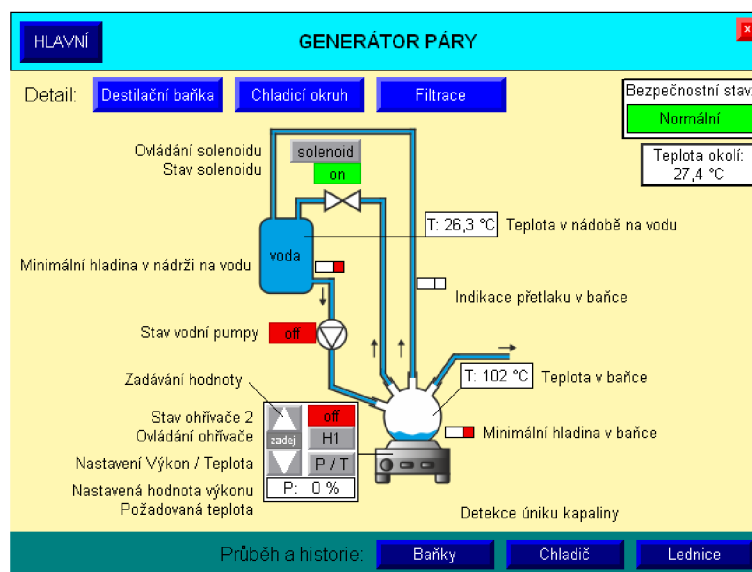 HLAVNÍ
GENERÁTOR PÁRY
x
Detail:
Destilační baňka
Chladicí okruh
Filtrace
Bezpečnostní stav:
Normální
Teplota okolí:
27,4 °C
Ovládání solenoidu
solenoid
Stav solenoidu
on
T: 26,3 °C
Teplota v nádobě na vodu
voda
Minimální hladina v nádrži na vodu
Indikace přetlaku v baňce
Stav vodní pumpy
off
Zadávání hodnoty
T: 102 °C
Teplota v baňce
Stav ohřívače 2
off
Ovládání ohřívače
zadej
H1
Minimální hladina v baňce
Nastavení Výkon / Teplota
P / T
Nastavená hodnota výkonu
P: 0 %
Požadovaná teplota
Detekce úniku kapaliny
Průběh a historie:
Baňky
Chladič
Lednice